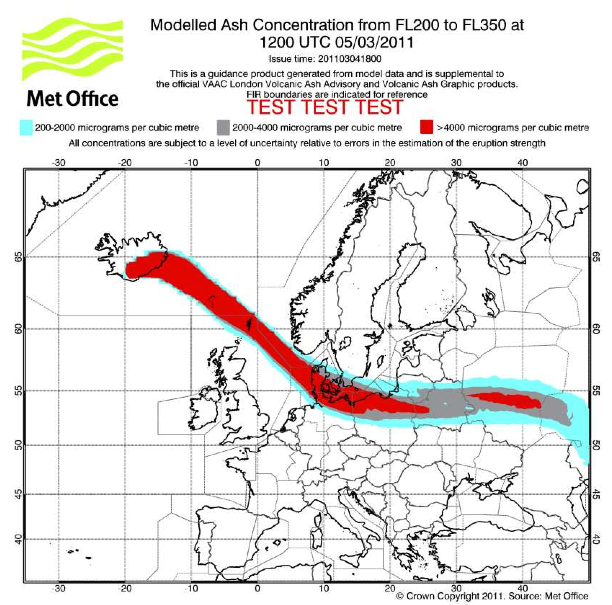 Modelled Ash Concentration from FL200 to FL350 at
1200 UTC 05/03/2011
Issue time: 201103041800
This is a guidance product generated from model data and is supplemental to
the official VAAC London Volcanic Ash Advisory and Volcanic Ash Graphic products.
FIR boundaries are indicated for reference
TEST TEST TEST
Met Office
200-2000 micrograms per cubic metre 2000-4000 micrograms per cubic metre >4000 micrograms per cubic metre
All concentrations are subject to a level of uncertainty relative to errors in the estimation of the eruption strength
-30 -20 -10 0 10 20 30 40
65 65
60 60
55 55
50 50
45 45
40 40
-30 -20 -10 0 10 20 30 40
© Crown Copyright 2011. Source: Met Office